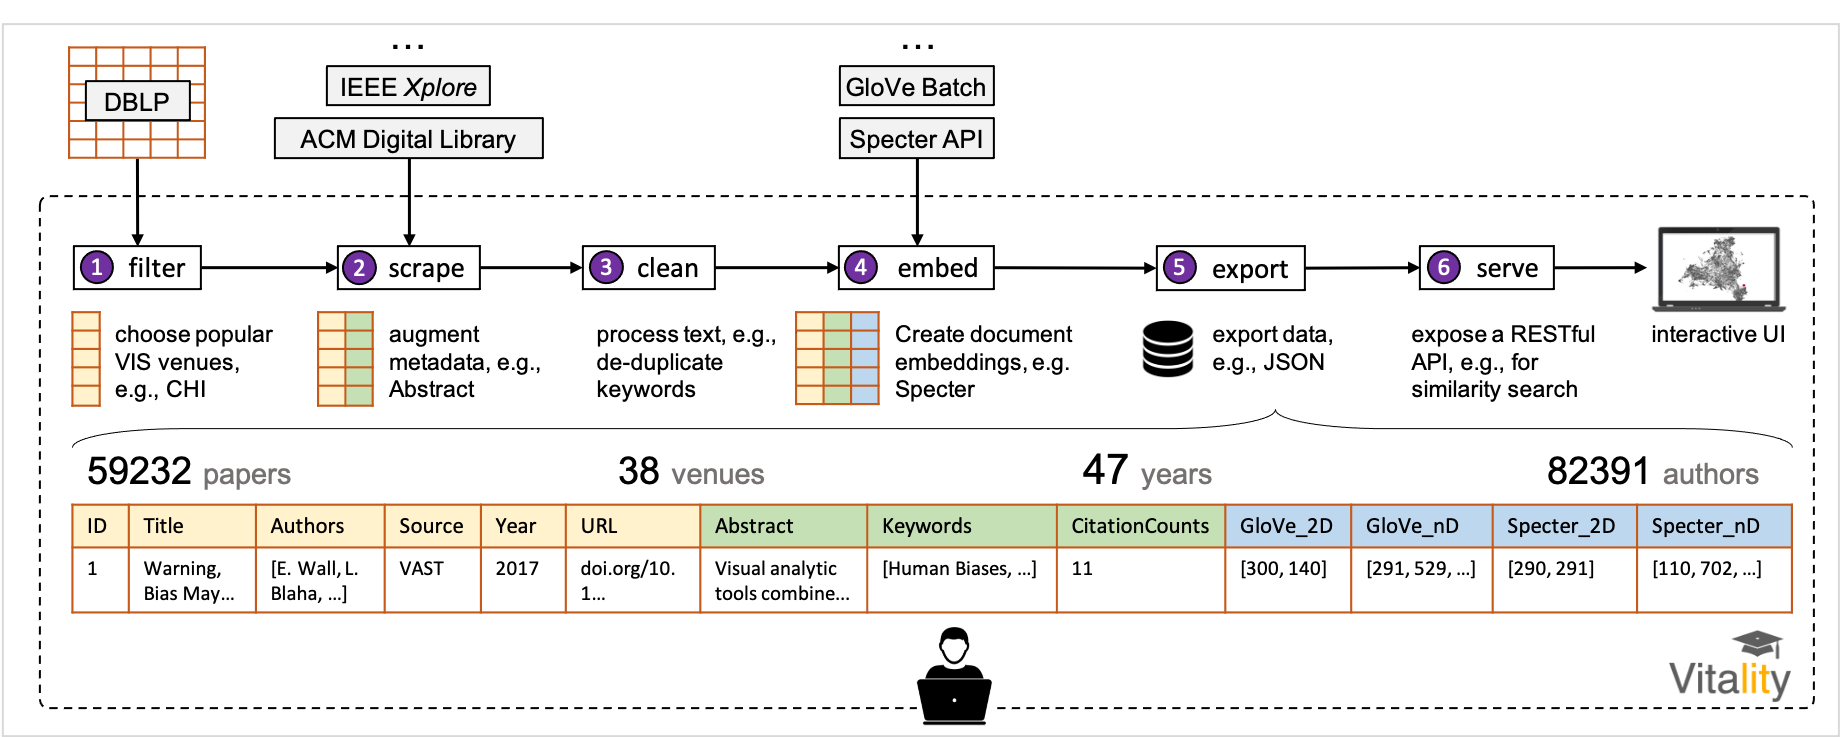 ...
...
DBLP
IEEE Xplore
GloVe Batch
ACM Digital Library
Specter API
1 filter
2 scrape
3 clean
4 embed
5 export
6 serve
choose popular
VIS venues,
e.g., CHI
augment
metadata, e.g.,
Abstract
process text, e.g.,
de-duplicate
keywords
Create document
embeddings, e.g.
Specter
export data,
e.g., JSON
expose a RESTful
API, e.g., for
similarity search
interactive UI
59232 papers
38 venues
47 years
82391 authors
ID Title Authors Source Year URL Abstract Keywords CitationCounts GloVe_2D GloVe_nD Specter_2D Specter_nD
1
Warning,
Bias May...
[E. Wall, L.
Blaha, ...]
VAST
2017
doi.org/10.
1...
Visual analytic
tools combine...
[Human Biases, ...]
11
[300, 140]
[291, 529, ...]
[290, 291]
[110, 702, ...]
Vitality